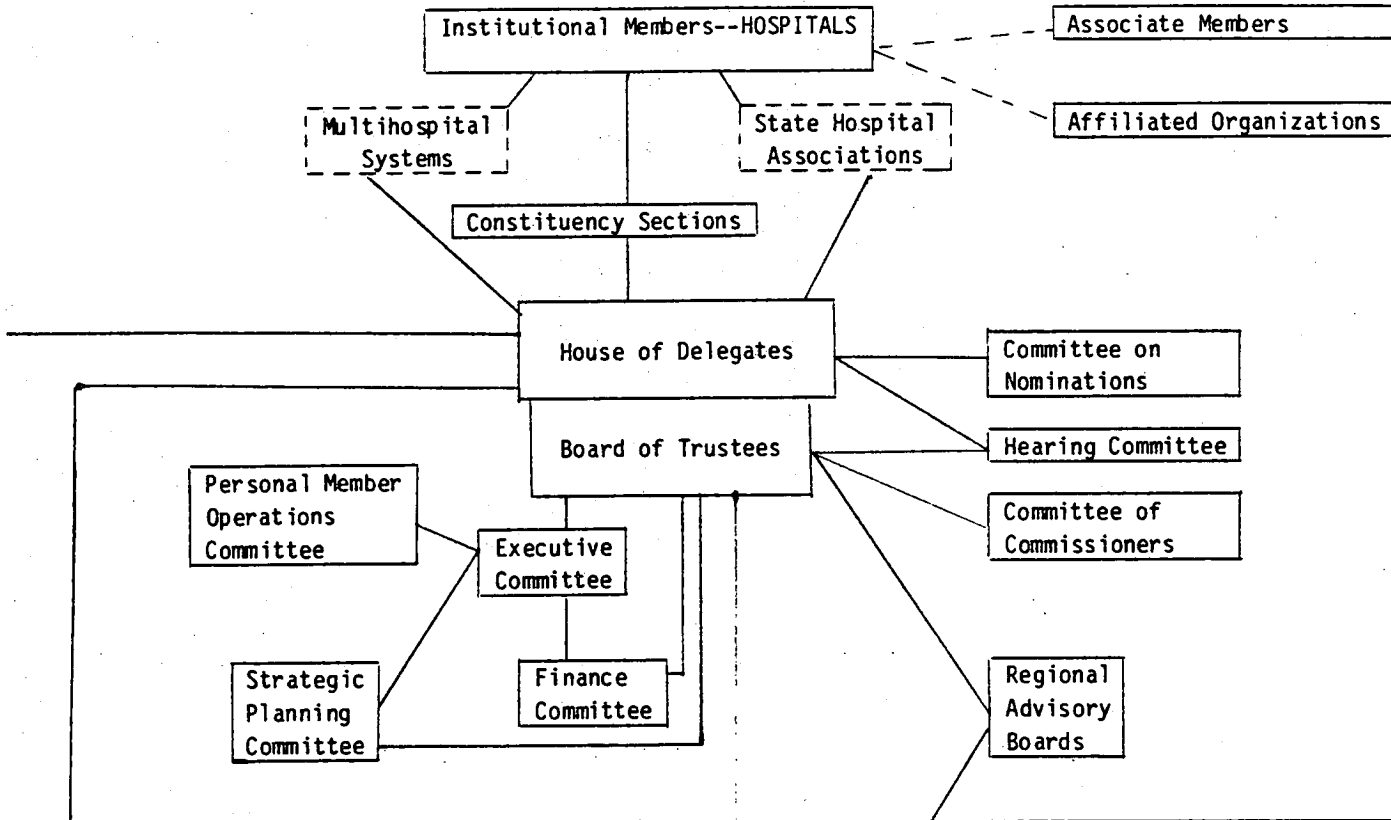 Institutional Members--HOSPITALS
Associate Members
Affiliated Organizations
Multihospital
Systems
State Hospital
Associations
Constituency Sections
House of Delegates
Committee on
Nominations
Board of Trustees
Hearing Committee
Personal Member
Operations
Committee
Committee of
Commissioners
Executive
Committee
Strategic
Planning
Committee
Finance
Committee
Regional
Advisory
Boards